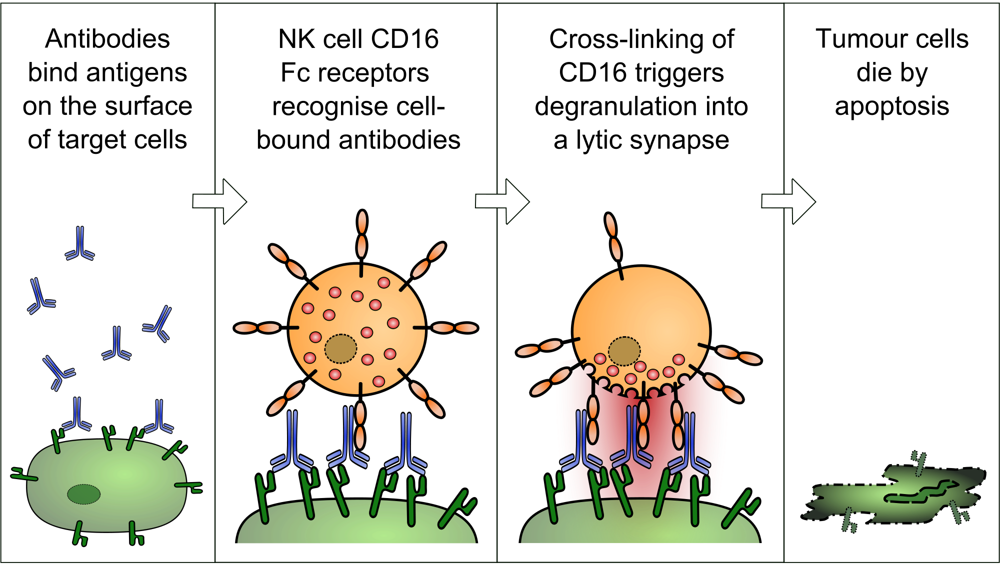 Antibodies
bind antigens
on the surface
of target cells
NK cell CD16
Fc receptors
recognise cell-
bound antibodies
Cross-linking of
CD16 triggers
degranulation into
a lytic synapse
Tumour cells
die by
apoptosis